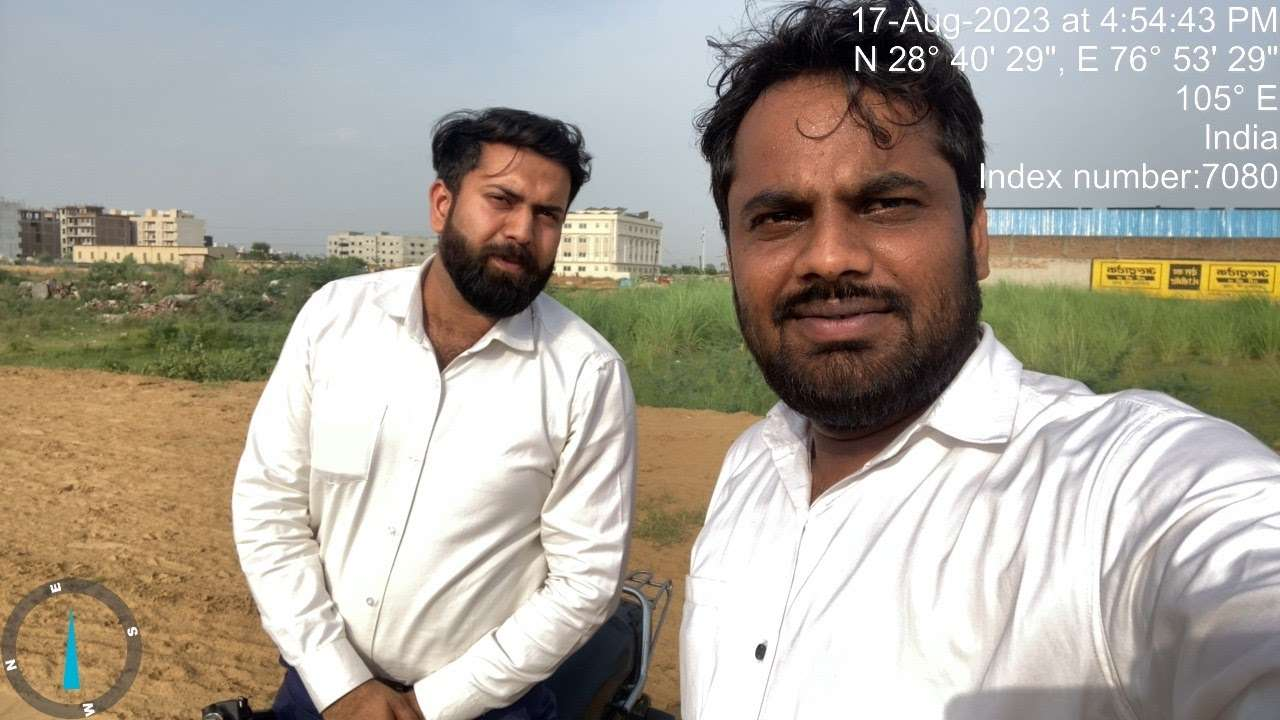 17-Aug-2023 at 4:54:43 PM
N 28° 40' 29", E 76° 53' 29"
105° E
India
Index number:7080
E
S
N
W